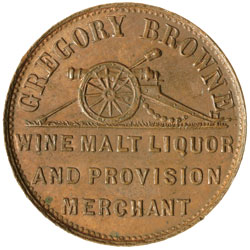 GREGORY BROWNE
WINE MALT LIQUOR
AND PROVISION
MERCHANT